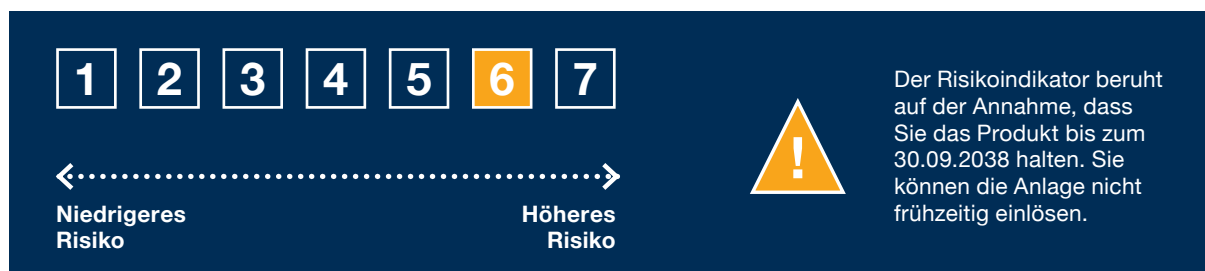 1 2 3 4 5 6 7
Niedrigeres
Risiko
Höheres
Risiko
!
Der Risikoindikator beruht
auf der Annahme, dass
Sie das Produkt bis zum
30.09.2038 halten. Sie
können die Anlage nicht
frühzeitig einlösen.